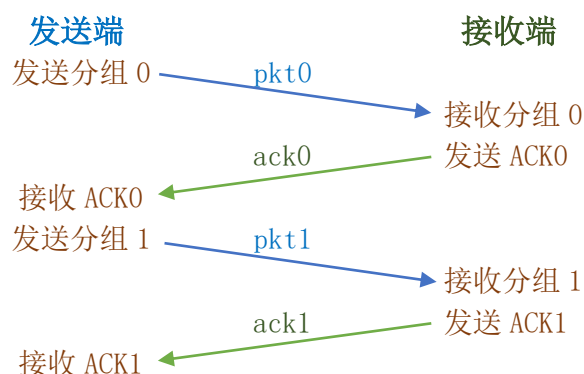 发送端 接收端
发送分组 0 pkt0
接收分组 0
ack0 发送 ACK0
接收 ACK0
发送分组 1 pkt1
接收分组 1
ack1 发送 ACK1
接收 ACK1